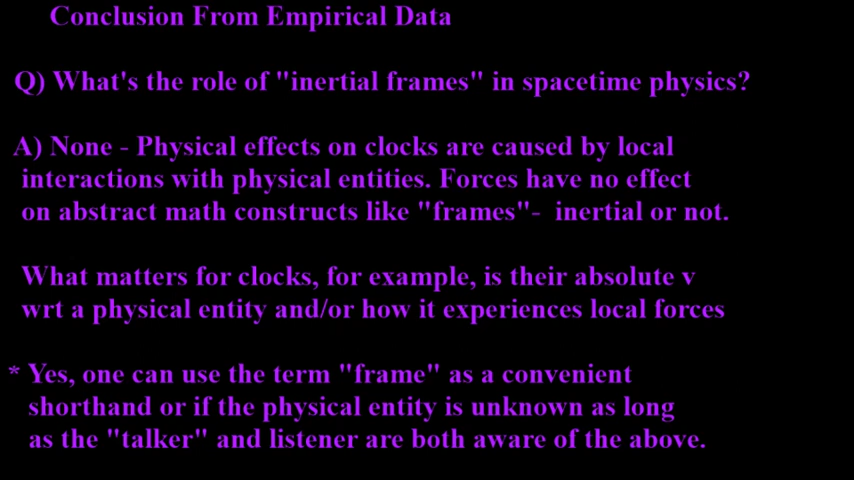 Conclusion From Empirical Data
Q) What's the role of "inertial frames" in spacetime physics?
A) None - Physical effects on clocks are caused by local
interactions with physical entities. Forces have no effect
on abstract math constructs like "frames"- inertial or not.
What matters for clocks, for example, is their absolute v
wrt a physical entity and/or how it experiences local forces
* Yes, one can use the term "frame" as a convenient
shorthand or if the physical entity is unknown as long
as the "talker" and listener are both aware of the above.